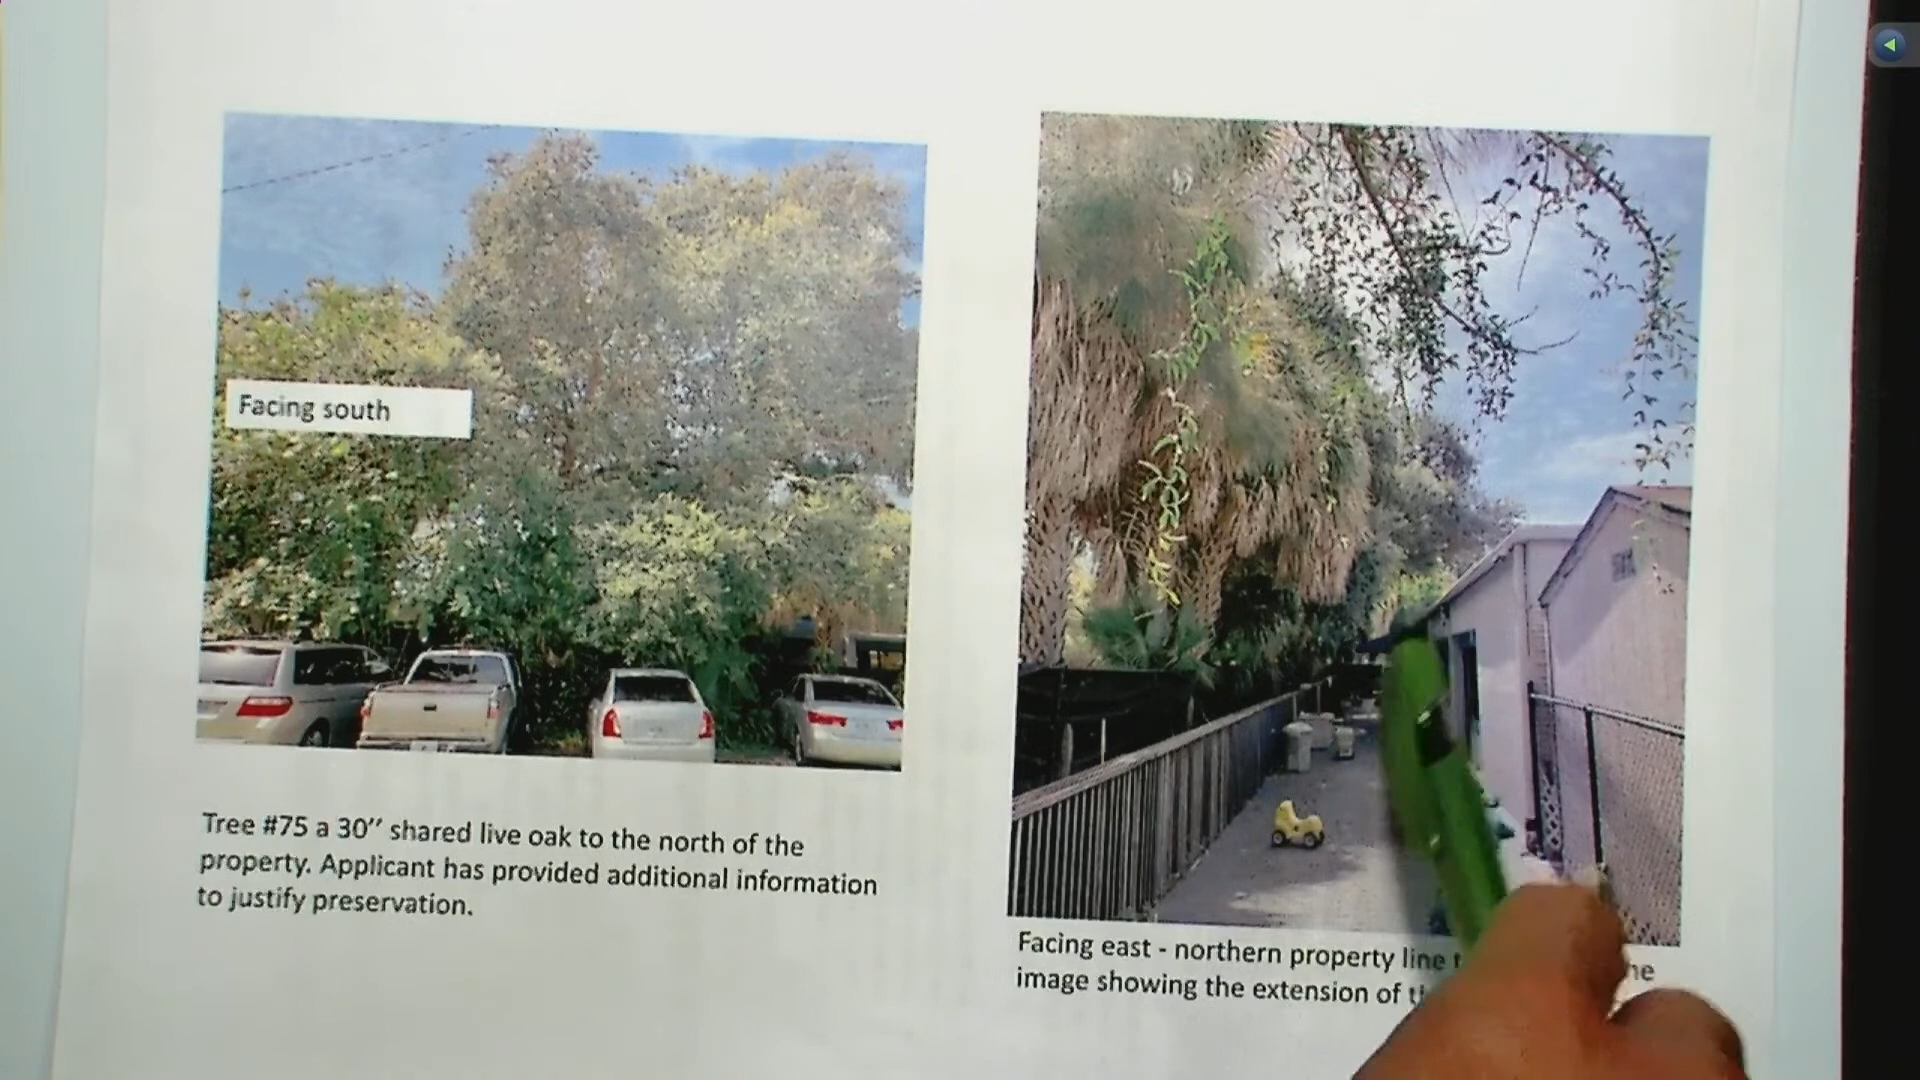 Facing south
Tree #75 a 30" shared live oak to the north of the
property. Applicant has provided additional information
to justify preservation.
Facing east - northern property line
image showing the extension of